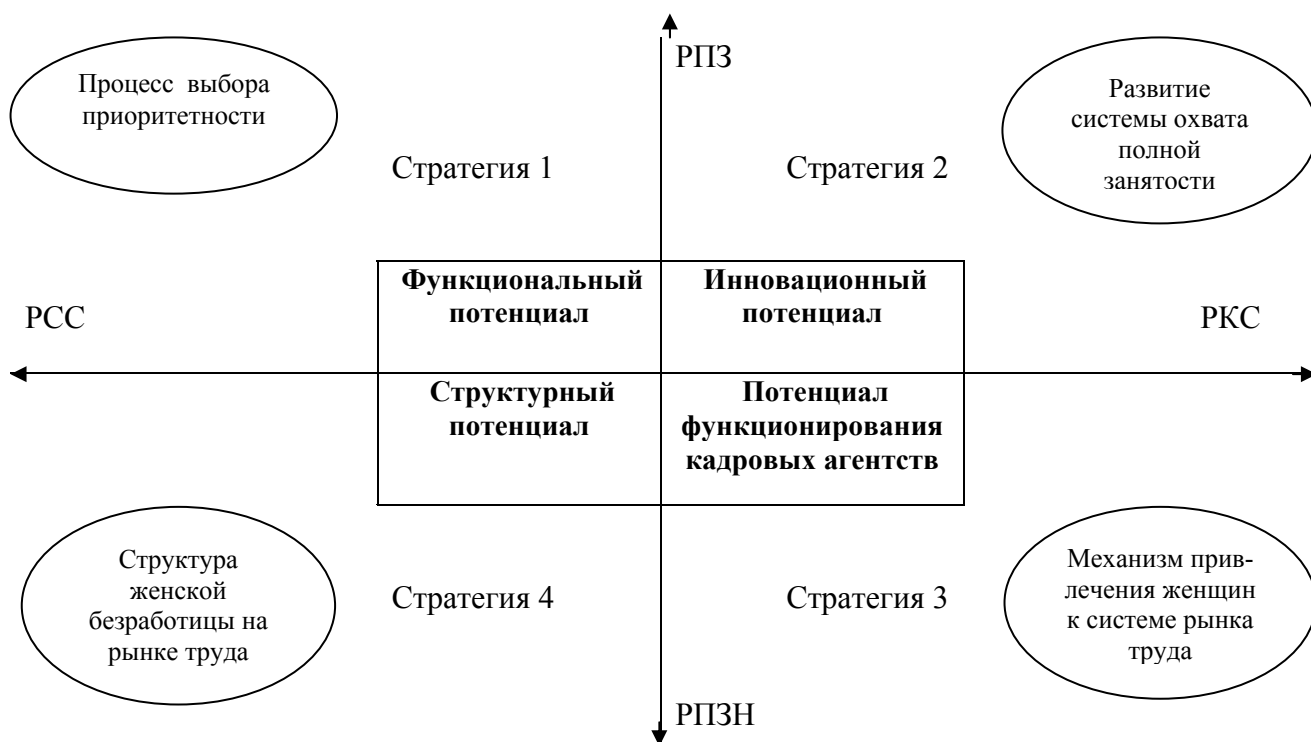 РПЗ
Процесс выбора
приоритетности
Развитие
системы охвата
полной
занятости
Стратегия 1
Стратегия 2
Функциональный
потенциал
Инновационный
потенциал
РСС
РКС
Структурный
потенциал
Потенциал
функционирования
кадровых агентств
Структура
женской
безработицы на
рынке труда
Стратегия 4
Стратегия 3
Механизм прив-
лечения женщин
к системе рынка
труда
РПЗН